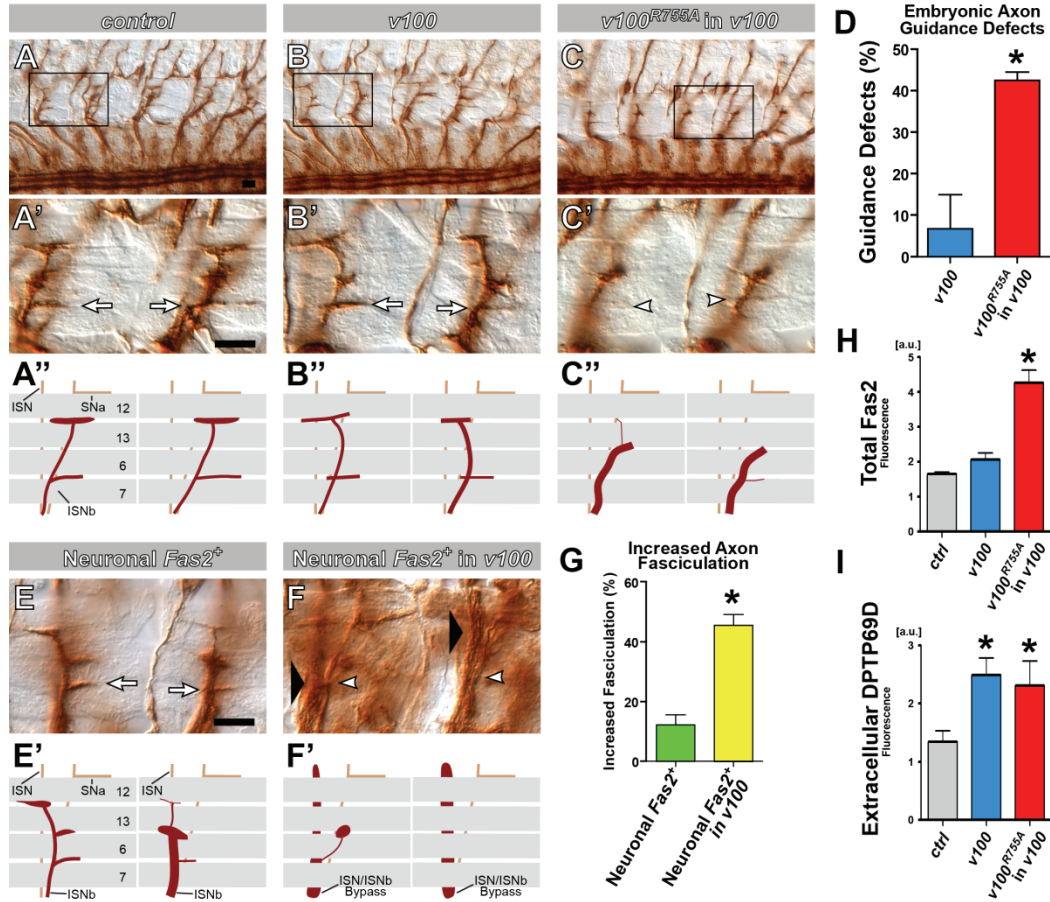 control
v100
v100R755A in v100
A
B
C
A'
B'
C'
A''
ISN
SNa
12
13
6
7
ISNb
B''
C''
D
Embryonic Axon
Guidance Defects
Guidance Defects (%)
50
40
30
20
10
0
*
v100
v100R755A
in v100
Neuronal Fas2+
Neuronal Fas2+ in v100
E
F
E'
ISN
SNa
ISN
12
13
6
7
ISNb
ISNb
F'
ISN/ISNb
Bypass
ISN/ISNb
Bypass
G
Increased Axon
Fasciculation
Increased Fasciculation (%)
60
40
20
0
*
Neuronal Fas2+
Neuronal Fas2+
in v100
H
[a.u.]
Total Fas2
Fluorescence
5
4
3
2
1
0
*
ctrl
v100
v100R755A
in v100
I
[a.u.]
Extracellular DPTP69D
Fluorescence
3
2
1
0
*
*
ctrl
v100
v100R755A
in v100